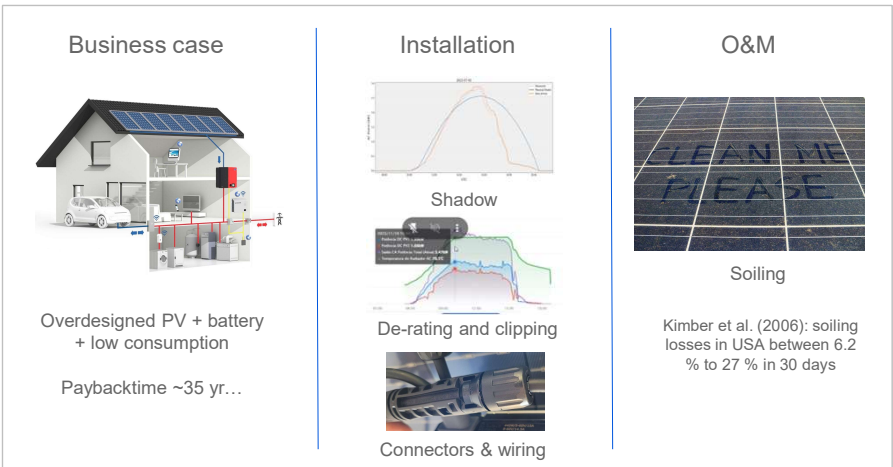 Business case
Overdesigned PV + battery
+ low consumption
Paybacktime ~35 yr…
Installation
Shadow
De-rating and clipping
Connectors & wiring
O&M
CLEAN ME
PLEASE
Soiling
Kimber et al. (2006): soiling
losses in USA between 6.2
% to 27 % in 30 days